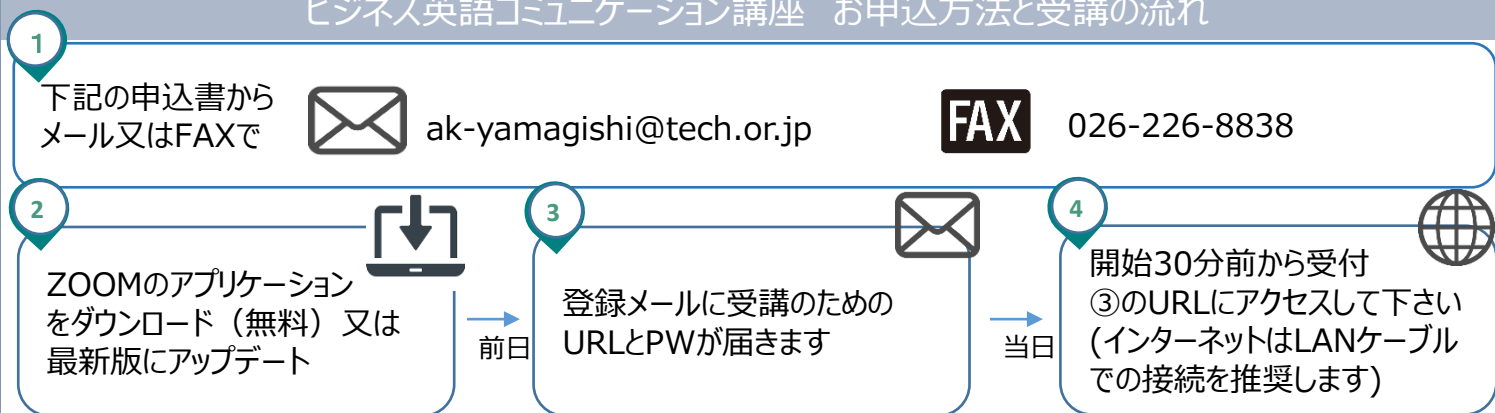 ビジネス英語コミュニケーション講座 お申込方法と受講の流れ
1
下記の申込書から
メール又はFAXで
ak-yamagishi@tech.or.jp
FAX
026-226-8838
2
ZOOMのアプリケーション
をダウンロード（無料）又は
最新版にアップデート
前日
3
登録メールに受講のための
URLとPWが届きます
当日
4
開始30分前から受付
③のURLにアクセスして下さい
(インターネットはLANケーブル
での接続を推奨します)